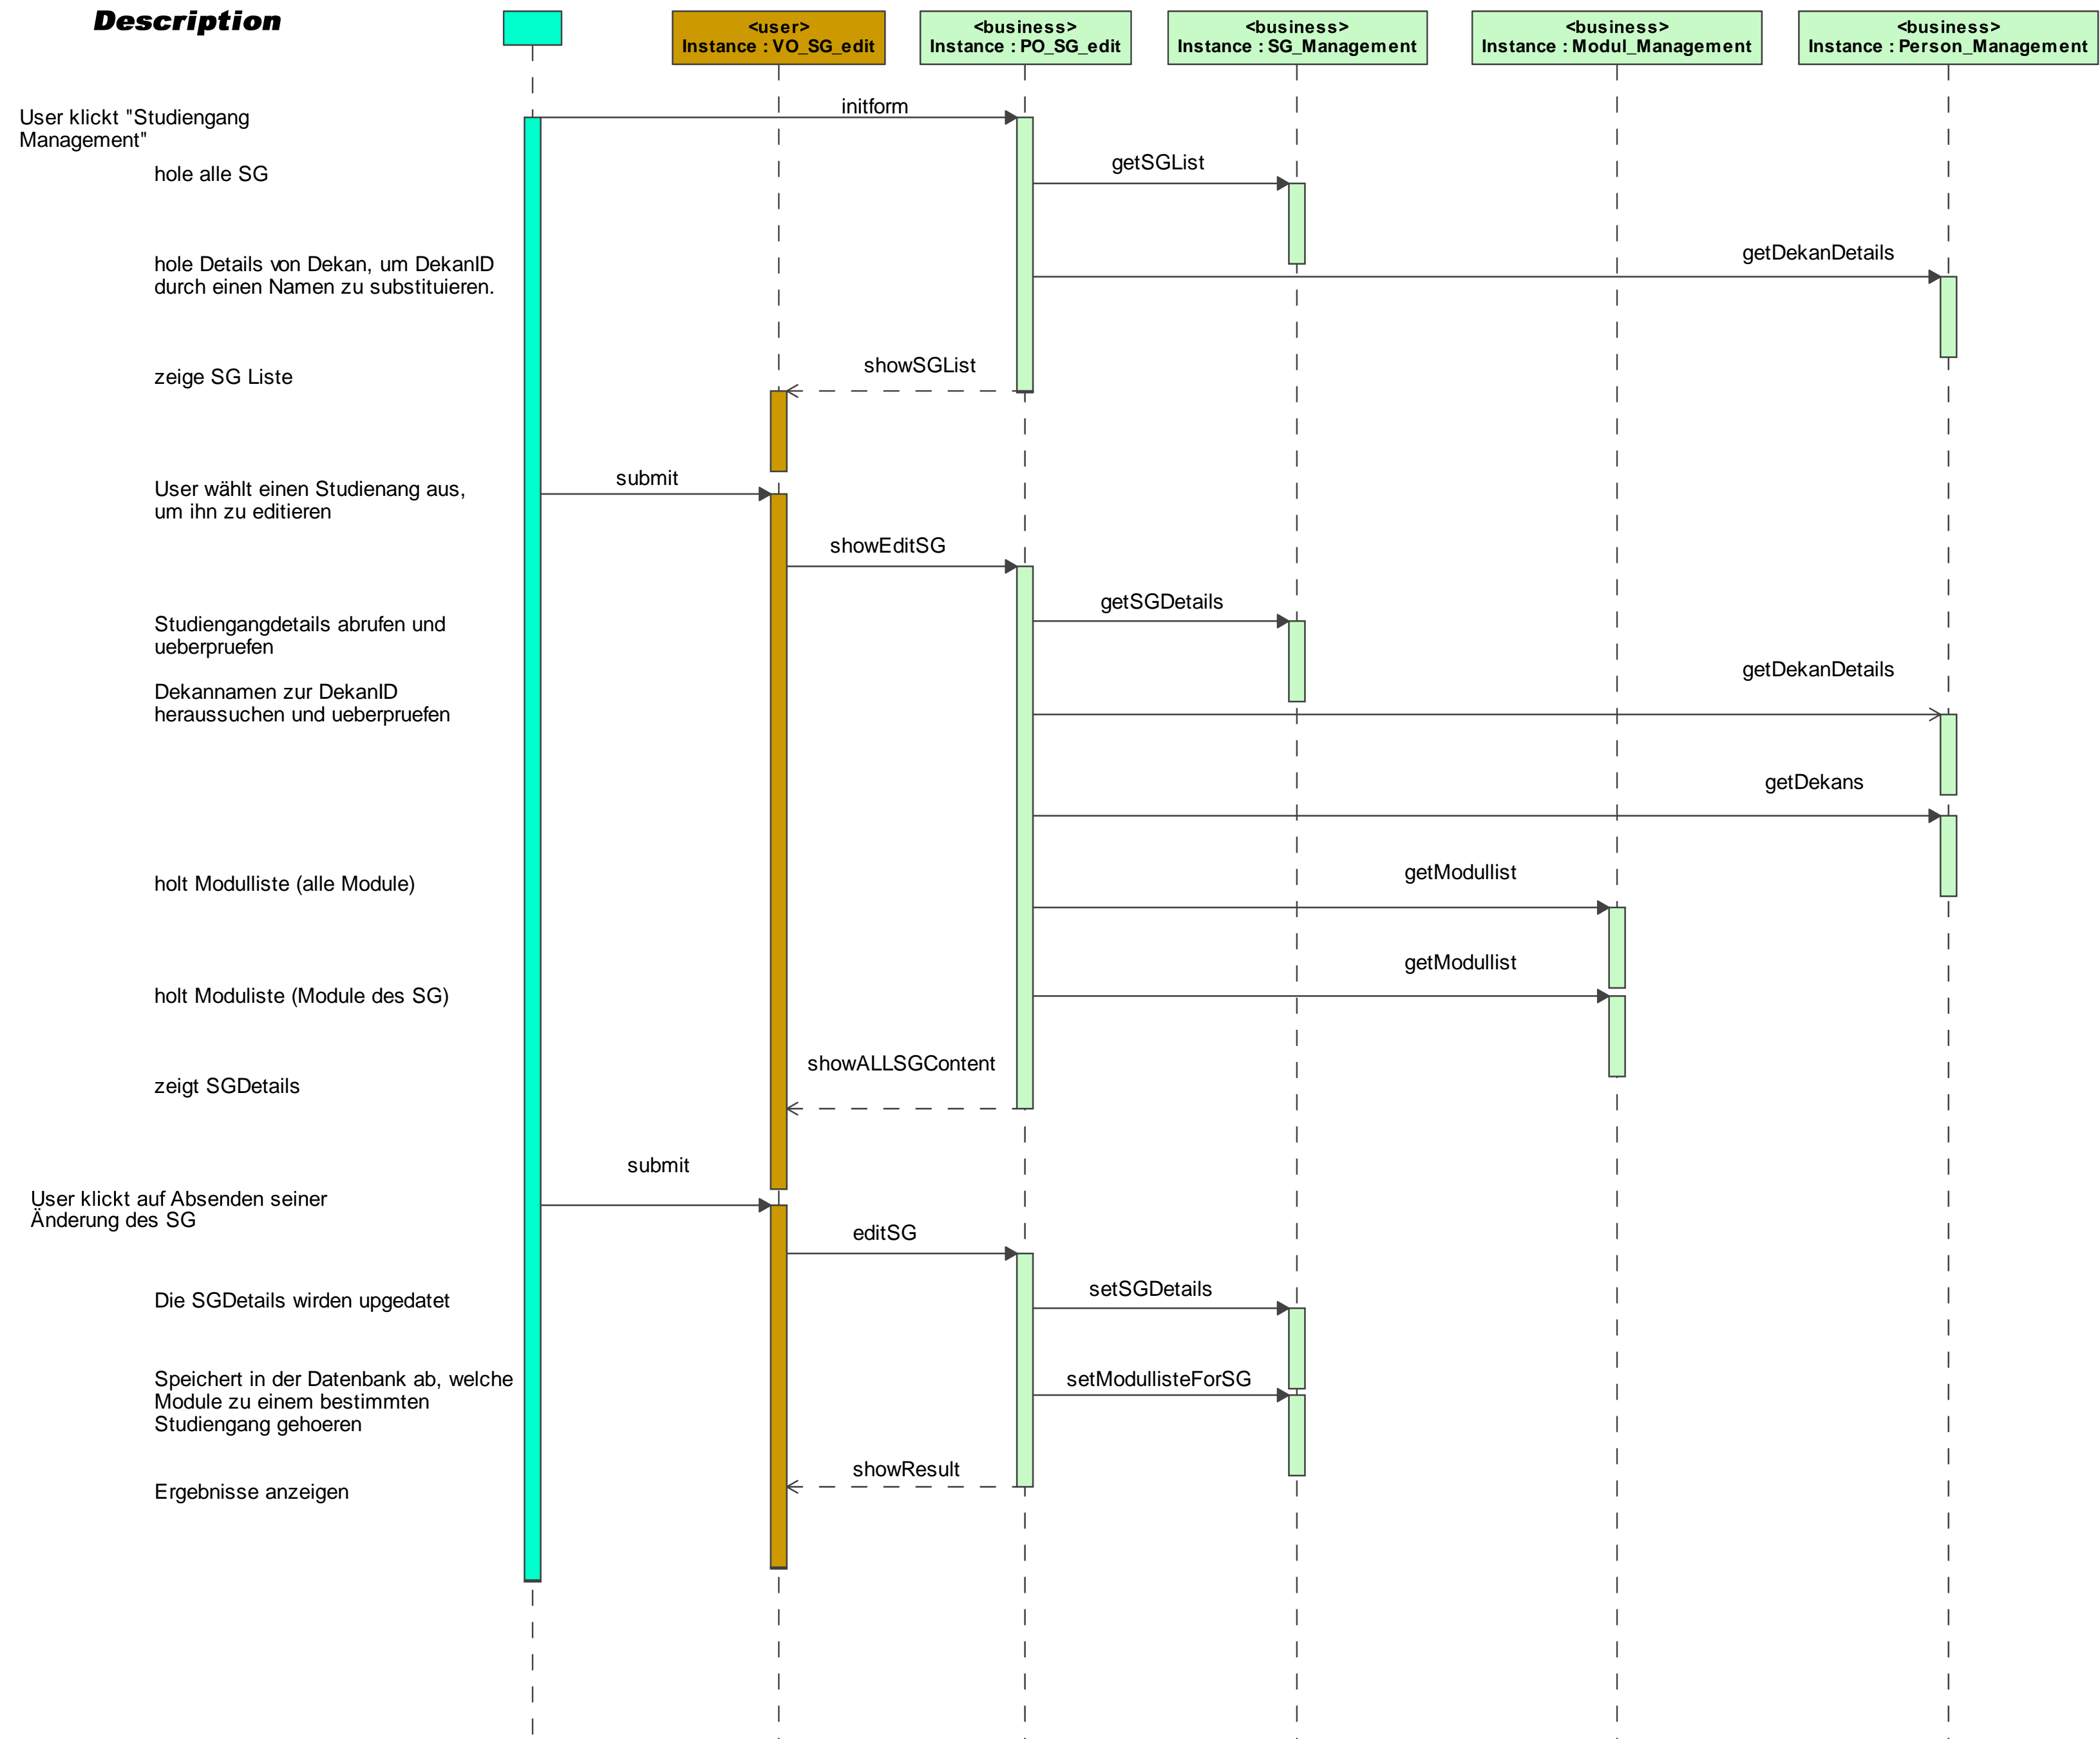 Description
<user>
Instance : VO_SG_edit
<business>
Instance : PO_SG_edit
<business>
Instance : SG_Management
<business>
Instance : Modul_Management
<business>
Instance : Person_Management
initform
User klickt "Studiengang
Management"
getSGList
hole alle SG
getDekanDetails
hole Details von Dekan, um DekanID
durch einen Namen zu substituieren.
showSGList
zeige SG Liste
submit
User wählt einen Studienang aus,
um ihn zu editieren
showEditSG
getSGDetails
Studiengangdetails abrufen und
ueberpruefen
getDekanDetails
Dekannamen zur DekanID
heraussuchen und ueberpruefen
getDekans
getModullist
holt Modulliste (alle Module)
getModullist
holt Moduliste (Module des SG)
showALLSGContent
zeigt SGDetails
submit
User klickt auf Absenden seiner
Änderung des SG
editSG
setSGDetails
Die SGDetails wirden upgedatet
setModullisteForSG
Speichert in der Datenbank ab, welche
Module zu einem bestimmten
Studiengang gehoeren
showResult
Ergebnisse anzeigen